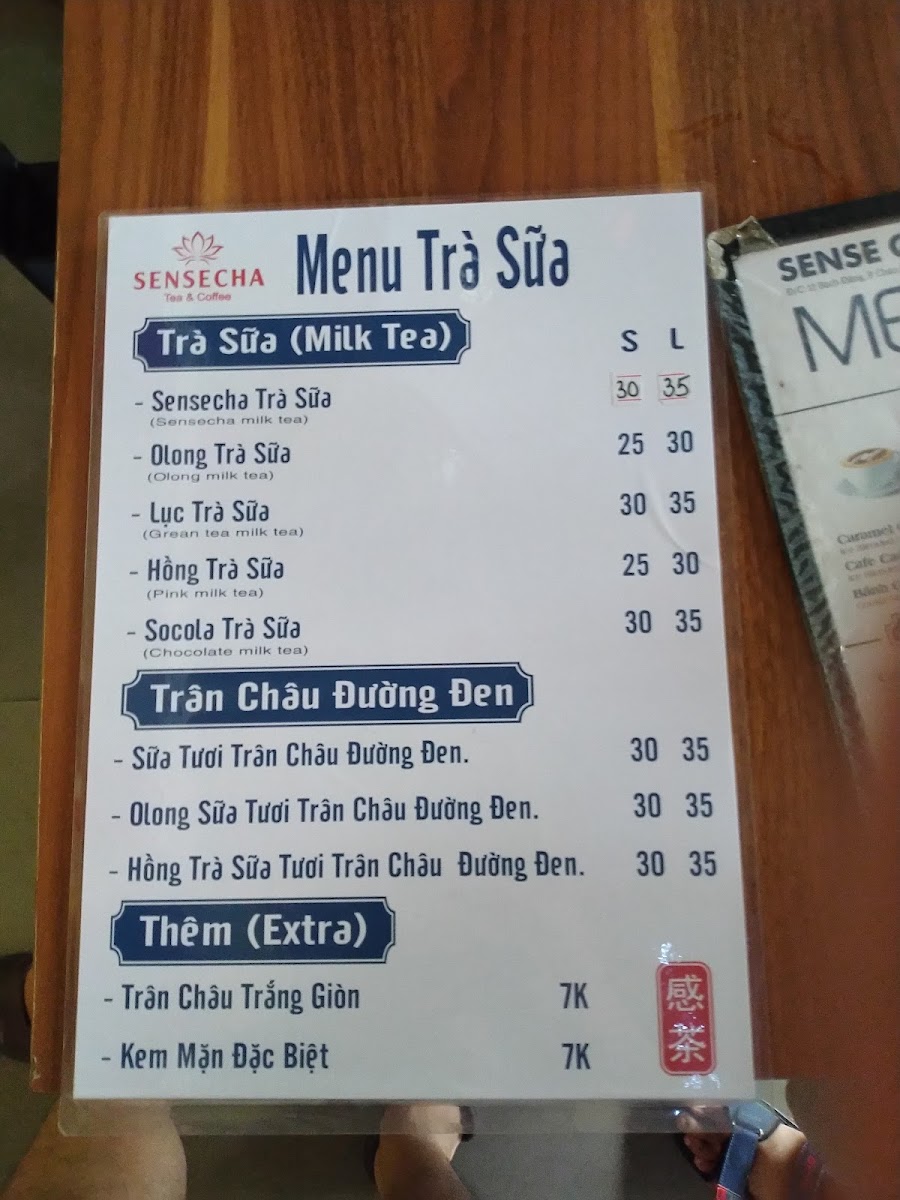 SENSECHA
Tea & Coffee
Menu Trà Sữa
Trà Sữa (Milk Tea) S L
- Sensecha Trà Sữa 30 35
(Sensecha milk tea)
- Olong Trà Sữa 25 30
(Olong milk tea)
- Lục Trà Sữa 30 35
(Grean tea milk tea)
- Hồng Trà Sữa 25 30
(Pink milk tea)
- Socola Trà Sữa 30 35
(Chocolate milk tea)
Trân Châu Đường Đen
- Sữa Tươi Trân Châu Đường Đen. 30 35
- Olong Sữa Tươi Trân Châu Đường Đen. 30 35
- Hồng Trà Sữa Tươi Trân Châu Đường Đen. 30 35
Thêm (Extra)
- Trân Châu Trắng Giòn 7K
- Kem Mặn Đặc Biệt 7K
感
茶
SENSE
Caramel
Cafe
Bánh